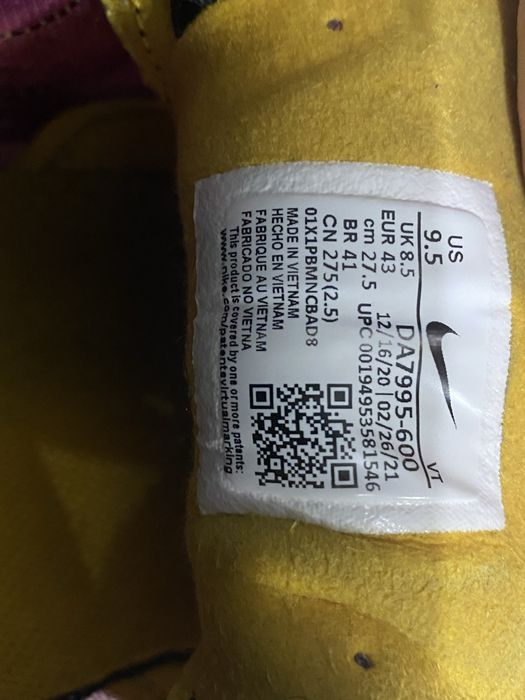 US
9.5
UK 8.5
EUR 43
cm 27.5
BR 41
CN 275(2.5)
VT
DA7995-600
12/16/20 | 02/26/21
UPC 00194953581546
01X1PBMNCBAD8
MADE IN VIETNAM
HECHO EN VIETNAM
FABRIQUE AU VIETNAM
FABRICADO NO VIETNA
This product is covered by one or more patents:
www.nike.com/patentsvirtualmarking